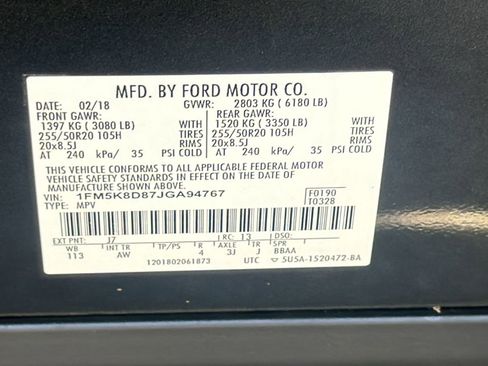 MFD. BY FORD MOTOR CO.
DATE: 02/18 GVWR: 2803 KG ( 6180 LB)
FRONT GAWR: REAR GAWR:
1397 KG ( 3080 LB) WITH 1520 KG ( 3350 LB) WITH
255/50R20 105H TIRES 255/50R20 105H TIRES
20x8.5J RIMS 20x8.5J RIMS
AT 240 kPa/ 35 PSI COLD AT 240 kPa/ 35 PSI COLD
THIS VEHICLE CONFORMS TO ALL APPLICABLE FEDERAL MOTOR
VEHICLE SAFETY STANDARDS IN EFFECT ON THE DATE OF
MANUFACTURE SHOWN ABOVE.
VIN: 1FM5K8D87JGA94767 F0190
TYPE: MPV T0328
EXT PNT: J7 RC: 13 DSO:
WB INT TR TP/PS R AXLE TR SPR
113 AW 4 3J J BBAA
1201802061873 UTC 5U5A-1520472-BA